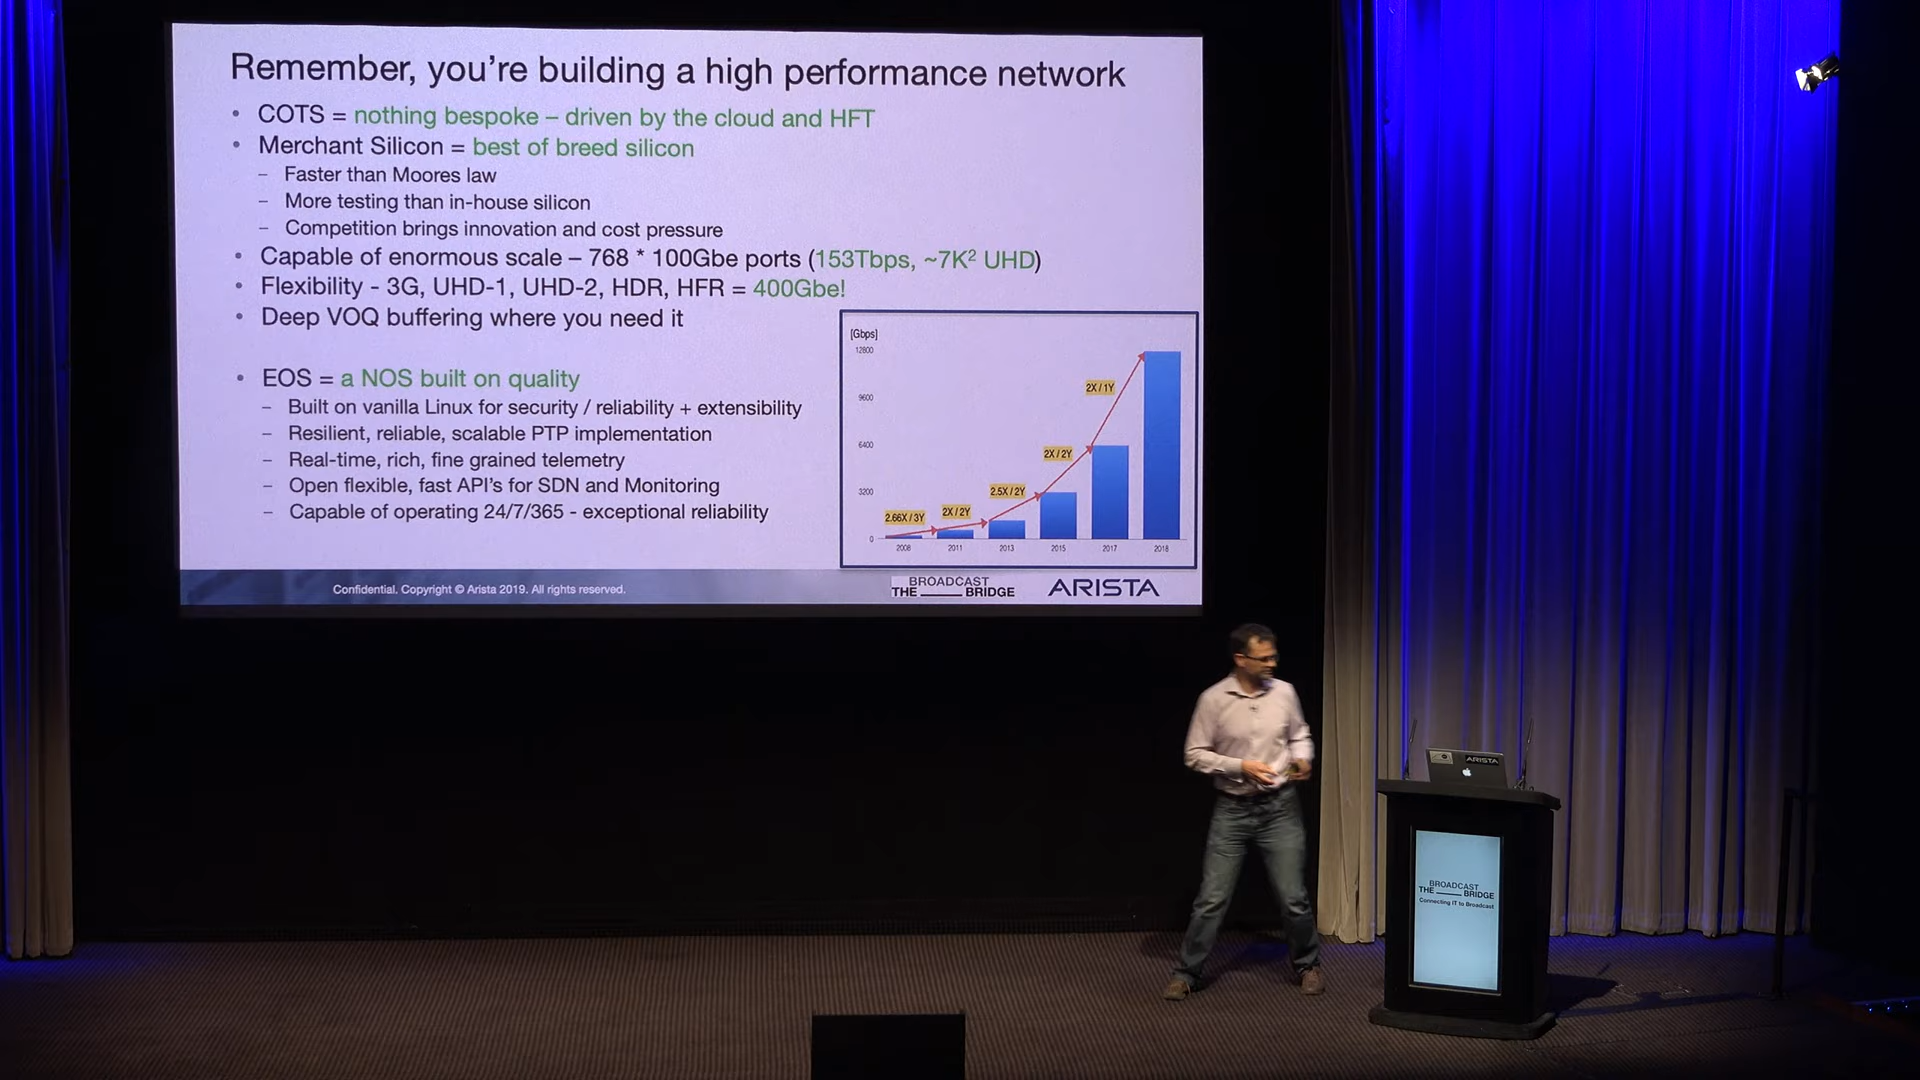 Remember, you're building a high performance network
• COTS = nothing bespoke – driven by the cloud and HFT
• Merchant Silicon = best of breed silicon
– Faster than Moores law
– More testing than in-house silicon
– Competition brings innovation and cost pressure
• Capable of enormous scale – 768 * 100Gbe ports (153Tbps, ~7K² UHD)
• Flexibility - 3G, UHD-1, UHD-2, HDR, HFR = 400Gbe!
• Deep VOQ buffering where you need it
• EOS = a NOS built on quality
– Built on vanilla Linux for security / reliability + extensibility
– Resilient, reliable, scalable PTP implementation
– Real-time, rich, fine grained telemetry
– Open flexible, fast API's for SDN and Monitoring
– Capable of operating 24/7/365 - exceptional reliability
[Gbps]
12800
9600
6400
3200
0
2.66X / 3Y
2X / 2Y
2.5X / 2Y
2X / 2Y
2X / 1Y
2008 2011 2013 2015 2017 2018
Confidential. Copyright © Arista 2019. All rights reserved.
BROADCAST
THE BRIDGE
ARISTA
ARISTA
BROADCAST
THE BRIDGE
Connecting IT to Broadcast